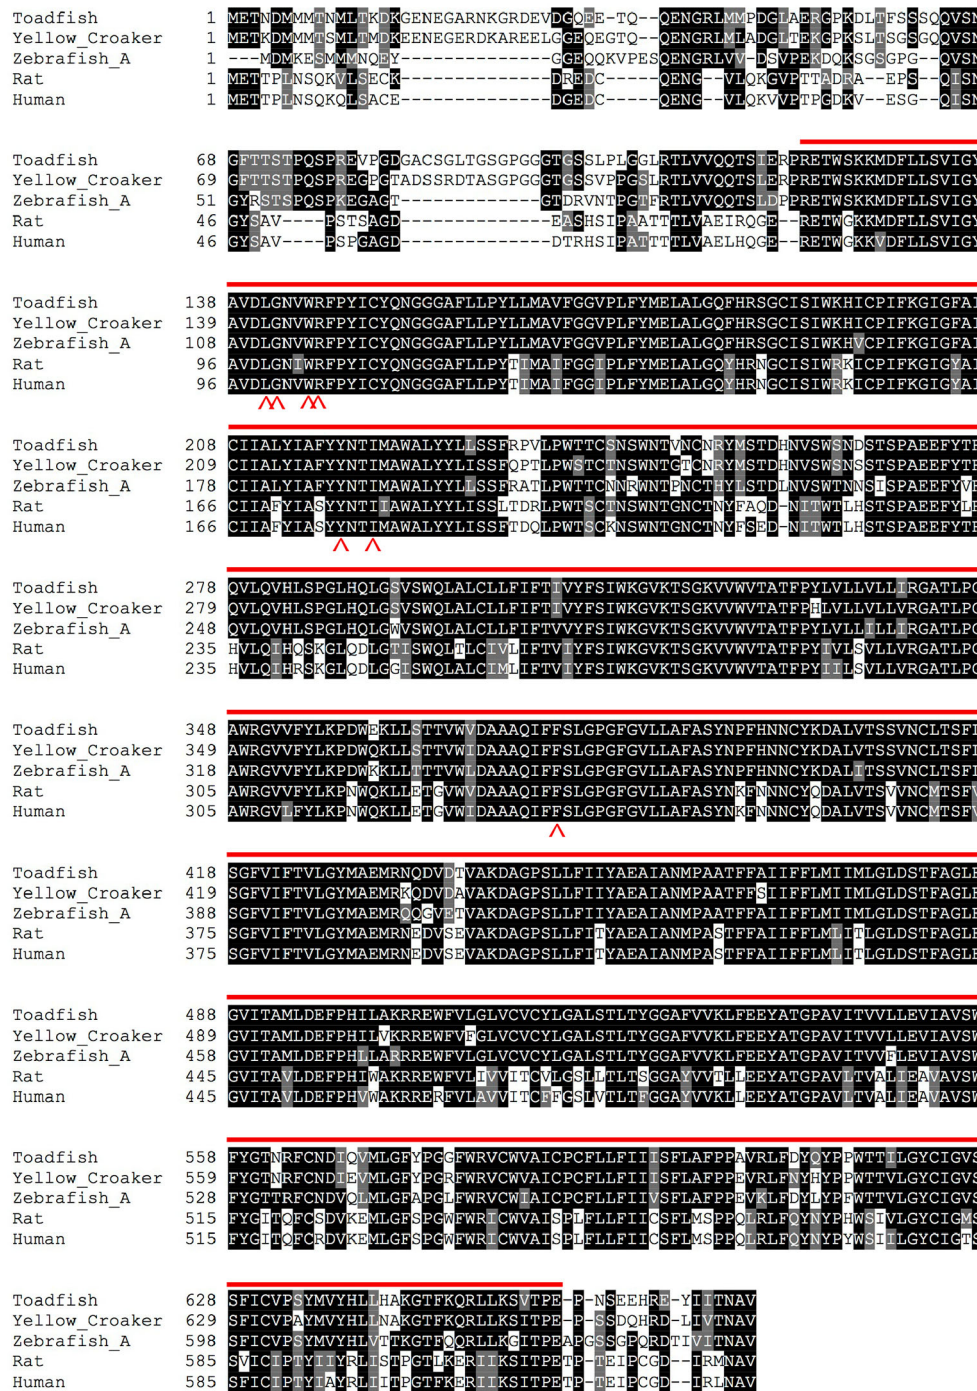 Toadfish 1 METNDMMMTNMLTKDKGENEGARNKGRDEVDGQEE-TQ--QENGRLMMPDGLAERGPKDLTFSSSQQVSN
Yellow_Croaker 1 METKDMMMTSMLTMDKEENEGERDKAREELGGEQEGTQ--QENGRLMLADGLTEKGPKSLTSGSGQQVSN
Zebrafish_A 1 ---MDMKESMMMNQEY-------------GGEQQKVPESQENGRLVV-DSVPEKDQKSGSGPG-QQVSN
Rat 1 METTPLNSQKVLSECK--------------DREDC----QENG--VLQKGVPTTADRA--EPS--QISN
Human 1 METTPLNSQKQLSACE--------------DGEDC----QENG--VLQKVVPTPGDKV--ESG--QISN
Toadfish 68 GFTTSTPQSPREVPGDGACSGLTGSGPGGGTGSSLPLGGLRTLVVQQTSIERPRETWSKKMDFLLSVIGY
Yellow_Croaker 69 GFTTSTPQSPREGPGTADSSRDTASGPGGGTGSSVPPGSLRTLVVQQTSLERPRETWSKKMDFLLSVIGY
Zebrafish_A 51 GYRSTSPQSPKEGAGT-------------GTDRVNTPGTFRTLVVQQTSLDPPRETWSKKMDFLLSVIGY
Rat 46 GYSAV----PSTSAGD-------------EASHSIPAATTTLVAEIRQGE--RETWGKKMDFLLSVIGY
Human 46 GYSAV----PSPGAGD-------------DTRHSIPATTTTLVAELHQGE--RETWGKKVDFLLSVIGY
Toadfish 138 AVDLGNVWRFPYICYQNGGGAFLLPYLLMAVFGGVPLFYMELALGQFHRSGCISIWKHICPIFKGIGFAI
Yellow_Croaker 139 AVDLGNVWRFPYICYQNGGGAFLLPYLLMAVFGGVPLFYMELALGQFHRSGCISIWKHICPIFKGIGFAI
Zebrafish_A 108 AVDLGNVWRFPYICYQNGGGAFLLPYLLMAVFGGVPLFYMELALGQFHRSGCISIWKHVCPIFKGIGFAI
Rat 96 AVDLGNIWRFPYICYQNGGGAFLLPYTIMAIFGGIPLFYMELALGQYHRNGCISIWRKICPIFKGIGYAI
Human 96 AVDLGNVWRFPYICYQNGGGAFLLPYTIMAIFGGIPLFYMELALGQYHRNGCISIWRKICPIFKGIGYAI
Toadfish 208 CIIALYIAFYYNTIMAWALYYLLSSFRPVLPWTTCSNSWNTVNCNRYMSTDHNVSWSNDSTSPAEEFYTR
Yellow_Croaker 209 CIIALYIAFYYNTIMAWALYYLISSFQPTLPWSTCTNSWNTGTCNRYMSTDHNVSWSNSSTSPAEEFYTR
Zebrafish_A 178 CIIALYIAFYYNTIMAWALYYLLSSFRATLPWTTCNNRWNTPNCTHYLSTDLNVSWTNNSISPAEEFYVR
Rat 166 CIIAFYIASYYNTIIAWALYYLISSLTDRLPWTSCTNSWNTGNCTNYFAQD-NITWTLHSTSPAEEFYLR
Human 166 CIIAFYIASYYNTIMAWALYYLISSFTDQLPWTSCKNSWNTGNCTNYFSED-NITWTLHSTSPAEEFYTR
Toadfish 278 QVLQVHLSPGLHQLGSVSWQLALCLLFIFTIVYFSIWKGVKTSGKVVWVTATFPYLVLLVLLIRGATLPG
Yellow_Croaker 279 QVLQVHLSPGLHQLGSVSWQLALCLLFIFTIVYFSIWKGVKTSGKVVWVTATFPHLVLLVLLVRGATLPG
Zebrafish_A 248 QVLQVHLSPGLHQLGWVSWQLALCLLFIFTVVYFSIWKGVKTSGKVVWVTATFPYLVLLILLIRGATLPG
Rat 235 HVLQIHQSKGLQDLGTISWQLTLCIVLIFTVIYFSIWKGVKTSGKVVWVTATFPYIVLSVLLVRGATLPG
Human 235 HVLQIHRSKGLQDLGGISWQLALCIMLIFTVIYFSIWKGVKTSGKVVWVTATFPYIILSVLLVRGATLPG
Toadfish 348 AWRGVVFYLKPDWEKLLSTTVWVDAAAQIFFSLGPGFGVLLAFASYNPFHNNCYKDALVTSSVNCLTSFL
Yellow_Croaker 349 AWRGVVFYLKPDWQKLLSTTVWIDAAAQIFFSLGPGFGVLLAFASYNPFHNNCYKDALVTSSVNCLTSFI
Zebrafish_A 318 AWRGVVFYLKPDWKKLLTTTVWLDAAAQIFFSLGPGFGVLLAFASYNPFHNNCYKDALITSSVNCLTSFL
Rat 305 AWRGVVFYLKPNWQKLLETGVWVDAAAQIFFSLGPGFGVLLAFASYNKFNNNCYQDALVTSVVNCMTSFV
Human 305 AWRGVLFYLKPNWQKLLETGVWIDAAAQIFFSLGPGFGVLLAFASYNKFNNNCYQDALVTSVVNCMTSFV
Toadfish 418 SGFVIFTVLGYMAEMRNQDVDTVAKDAGPSLLFIIYAEAIANMPAATFFAIIFFLMIIMLGLDSTFAGLE
Yellow_Croaker 419 SGFVIFTVLGYMAEMRKQDVDAVAKDAGPSLLFIIYAEAIANMPAATFFSIIFFLMIIMLGLDSTFAGLE
Zebrafish_A 388 SGFVIFTVLGYMAEMRQQGVETVAKDAGPSLLFIIYAEAIANMPAATFFAIIFFLMIIMLGLDSTFAGLE
Rat 375 SGFVIFTVLGYMAEMRNEDVSEVAKDAGPSLLFITYAEAIANMPASTFFAIIFFLMLITLGLDSTFAGLE
Human 375 SGFVIFTVLGYMAEMRNEDVSEVAKDAGPSLLFITYAEAIANMPASTFFAIIFFLMLITLGLDSTFAGLE
Toadfish 488 GVITAMLDEFPHILAKRREWFVLGLVCVCYLGALSTLTYGGAFVVKLFEEYATGPAVITVVLLEVIAVSW
Yellow_Croaker 489 GVITAMLDEFPHILVKRREWFVFGLVCVCYLGALSTLTYGGAFVVKLFEEYATGPAVITVVLLEVIAVSW
Zebrafish_A 458 GVITAMLDEFPHLLARRREWFVLGLVCVCYLGALSTLTYGGAFVVKLFEEYATGPAVITVVFLEVIAVSW
Rat 445 GVITAVLDEFPHIWAKRREWFVLIVVITCVLGSLLTLTSGGAYVVTLLEEYATGPAVLTVALIEAVAVSW
Human 445 GVITAVLDEFPHVWAKRRERFVLAVVITCFFGSLVTLTFGGAYVVKLLEEYATGPAVLTVALIEAVAVSW
Toadfish 558 FYGTNRFCNDIQVMLGFYPGGFWRVCWVAICPCFLLFIIISFLAFPPAVRLFDYQYPPWTTILGYCIGVS
Yellow_Croaker 559 FYGTNRFCNDIEVMLGFYPGRFWRVCWVAICPCFLLFIIISFLAFPPEVRLFNYHYPPWTTVLGYCIGVS
Zebrafish_A 528 FYGTTRFCNDVQLMLGFAPGLFWRVCWIAICPCFLLFIIVSFLAFPPEVKLFDYLYPFWTTVLGYCIGVS
Rat 515 FYGITQFCSDVKEMLGFSPGWFWRICWVAISPLFLLFIICSFLMSPPQLRLFQYNYPHWSIVLGYCIGMS
Human 515 FYGITQFCRDVKEMLGFSPGWFWRICWVAISPLFLLFIICSFLMSPPQLRLFQYNYPYWSIILGYCIGTS
Toadfish 628 SFICVPSYMVYHLLHAKGTFKQRLLKSVTPE-P-NSEEHRE-YIITNAV
Yellow_Croaker 629 SFICVPAYMVYHLLNAKGTFKQRLLKSITPE-P-SSDQHRD-LIVTNAV
Zebrafish_A 598 SFICVPSYMVYHLVTTKGTFQQRLLKGITPEAPGSSGPQRDTIVITNAV
Rat 585 SVICIPTYIIYRLISTPGTLKERIIKSITPETP-TEIPCGD--IRMNAV
Human 585 SFICIPTYIAYRLIITPGTFKERIIKSITPETP-TEIPCGD--IRLNAV